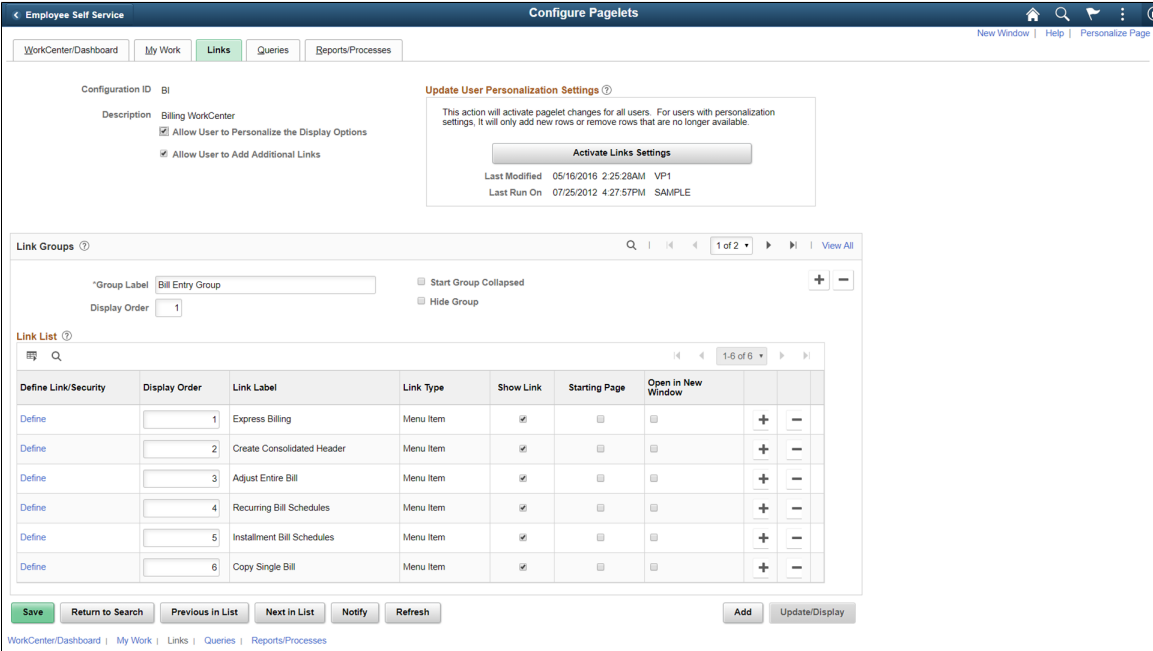 Employee Self Service
Configure Pagelets
New Window | Help | Personalize Page
WorkCenter/Dashboard My Work Links Queries Reports/Processes
Configuration ID BI
Description Billing WorkCenter
Allow User to Personalize the Display Options
Allow User to Add Additional Links
Update User Personalization Settings
This action will activate pagelet changes for all users. For users with personalization
settings, It will only add new rows or remove rows that are no longer available.
Activate Links Settings
Last Modified 05/16/2016 2:25:28AM VP1
Last Run On 07/25/2012 4:27:57PM SAMPLE
Link Groups
1 of 2
View All
*Group Label Bill Entry Group
Start Group Collapsed
Display Order 1
Hide Group
Link List
1-6 of 6
Define Link/Security Display Order Link Label Link Type Show Link Starting Page Open in New Window
Define 1 Express Billing Menu Item
Define 2 Create Consolidated Header Menu Item
Define 3 Adjust Entire Bill Menu Item
Define 4 Recurring Bill Schedules Menu Item
Define 5 Installment Bill Schedules Menu Item
Define 6 Copy Single Bill Menu Item
Save Return to Search Previous in List Next in List Notify Refresh Add Update/Display
WorkCenter/Dashboard | My Work | Links | Queries | Reports/Processes